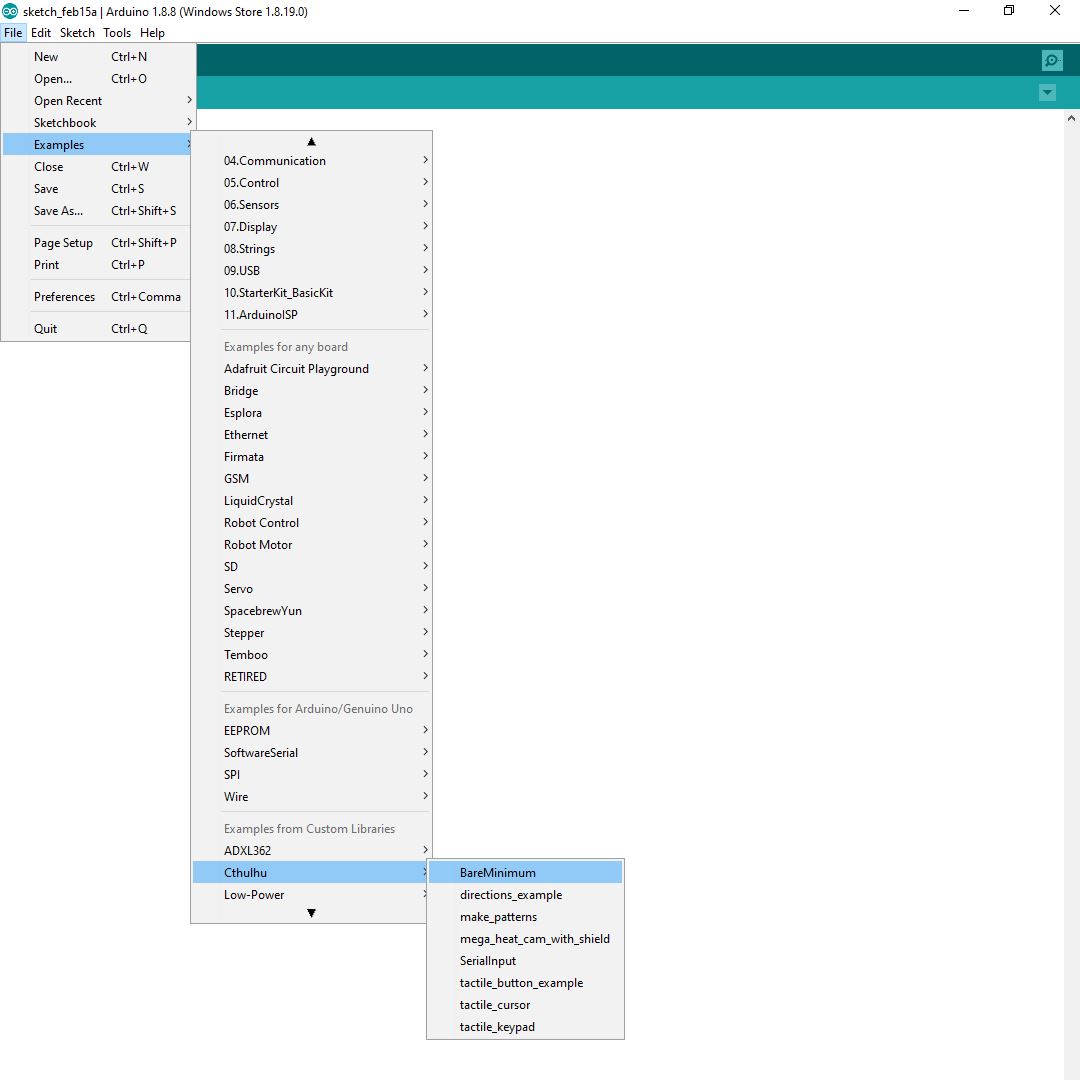 sketch_feb15a | Arduino 1.8.8 (Windows Store 1.8.19.0)
File Edit Sketch Tools Help
New Ctrl+N
Open... Ctrl+O
Open Recent
Sketchbook
Examples
Close Ctrl+W
Save Ctrl+S
Save As... Ctrl+Shift+S
Page Setup Ctrl+Shift+P
Print Ctrl+P
Preferences Ctrl+Comma
Quit Ctrl+Q
04.Communication
05.Control
06.Sensors
07.Display
08.Strings
09.USB
10.StarterKit_BasicKit
11.ArduinoISP
Examples for any board
Adafruit Circuit Playground
Bridge
Esplora
Ethernet
Firmata
GSM
LiquidCrystal
Robot Control
Robot Motor
SD
Servo
SpacebrewYun
Stepper
Temboo
RETIRED
Examples for Arduino/Genuino Uno
EEPROM
SoftwareSerial
SPI
Wire
Examples from Custom Libraries
ADXL362
Cthulhu
Low-Power
BareMinimum
directions_example
make_patterns
mega_heat_cam_with_shield
SerialInput
tactile_button_example
tactile_cursor
tactile_keypad